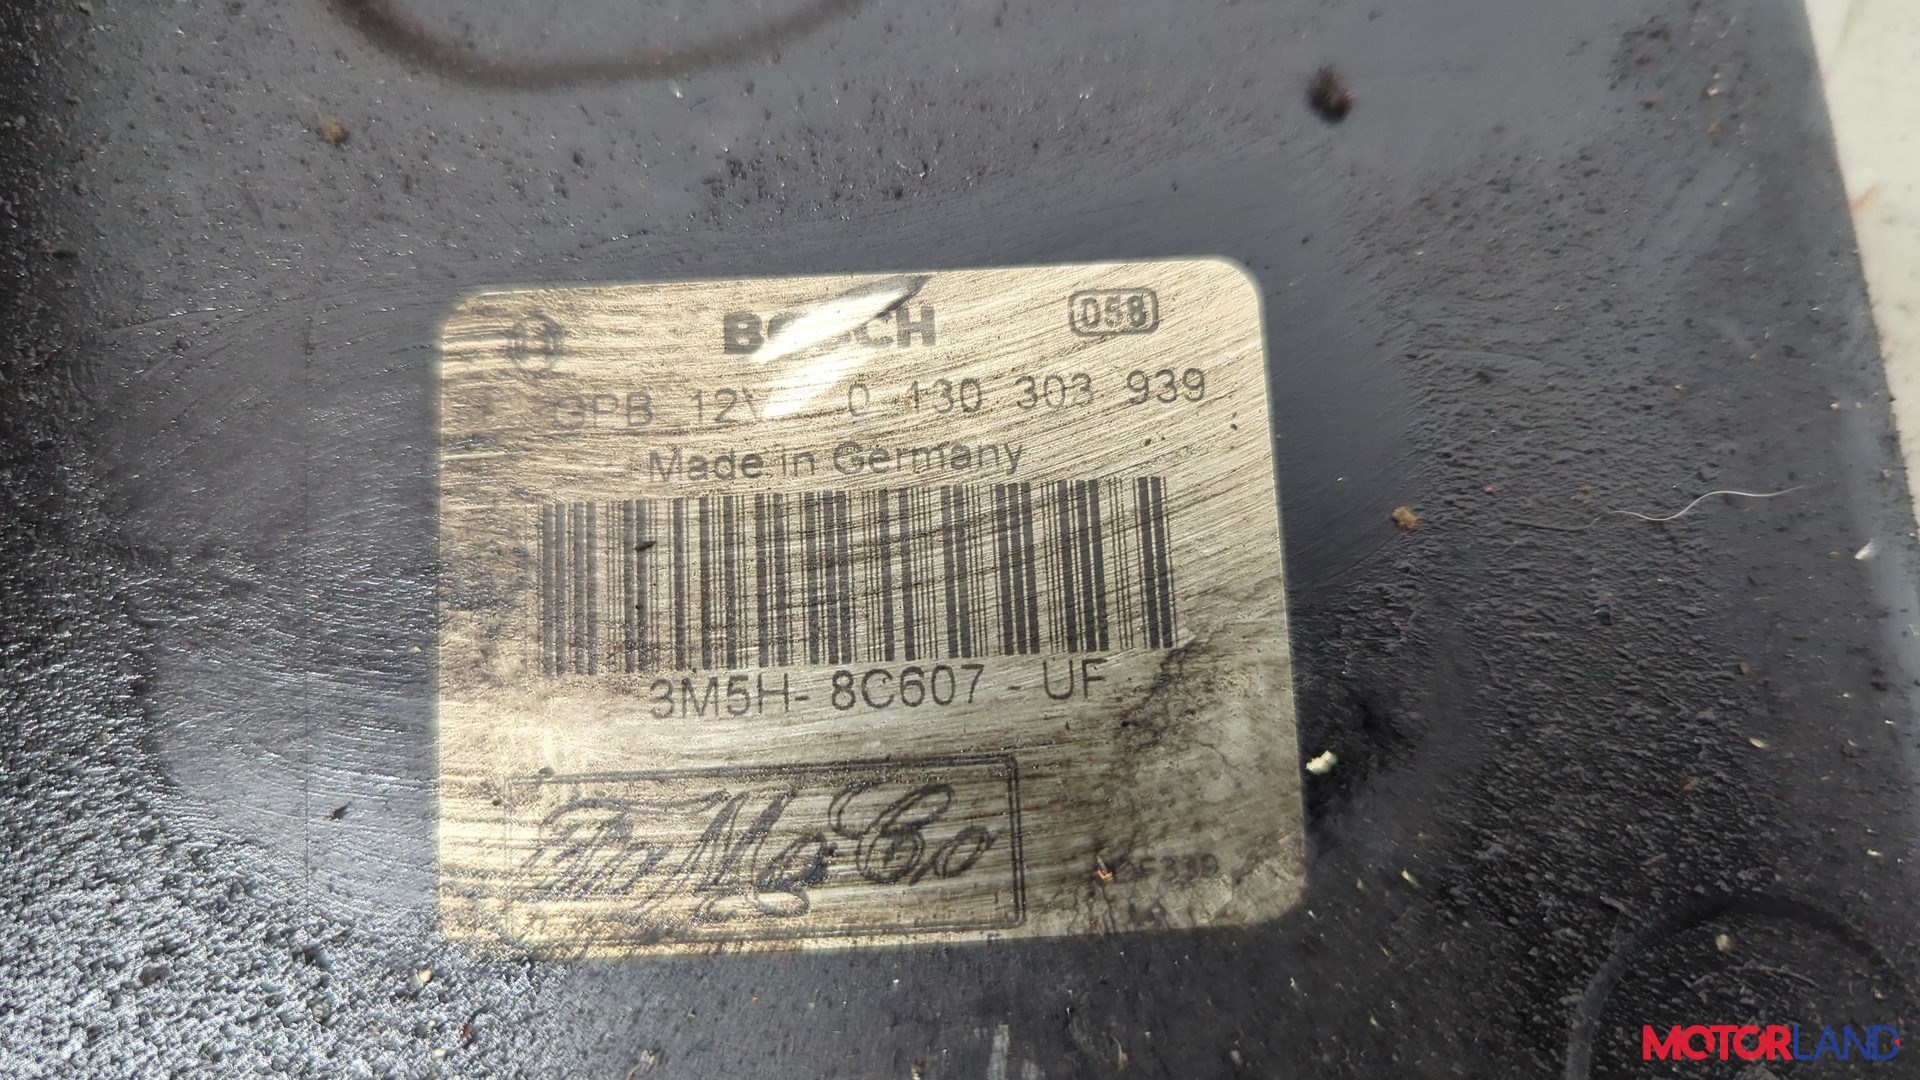 BOSCH
058
GPB 12V 0 130 303 939
Made in Germany
3M5H- 8C607 - UF
FoMoCo
MOTORLAND